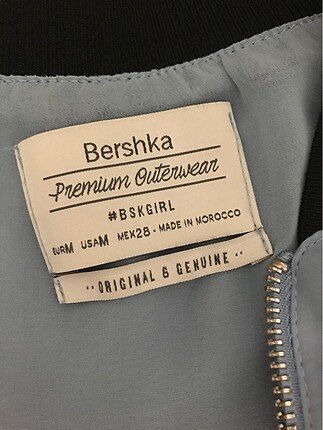 Bershka
Premium Outerwear
#BSKGIRL
EURM USAM MEX28 · MADE IN MOROCCO
·· ORIGINAL & GENUINE ··